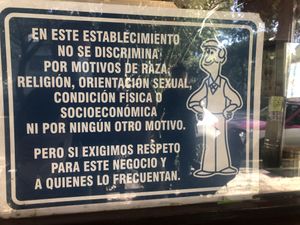 EN ESTE ESTABLECIMIENTO
NO SE DISCRIMINA
POR MOTIVOS DE RAZA,
RELIGIÓN, ORIENTACIÓN SEXUAL,
CONDICIÓN FÍSICA O
SOCIOECONÓMICA
NI POR NINGÚN OTRO MOTIVO.
PERO SI EXIGIMOS RESPETO
PARA ESTE NEGOCIO Y
A QUIENES LO FRECUENTAN.